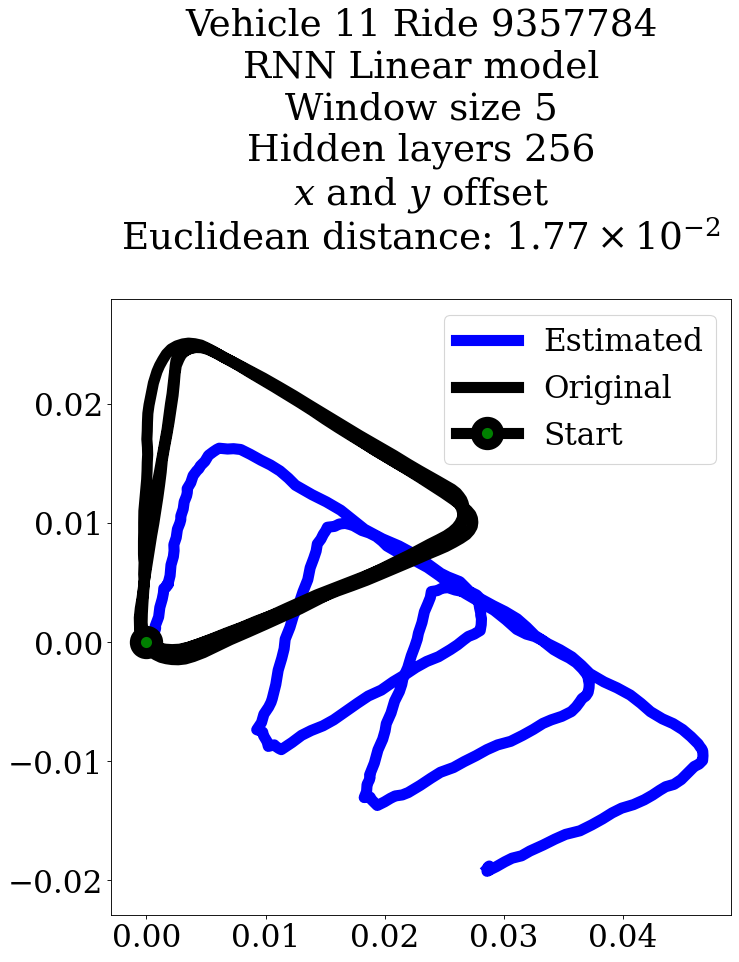 Vehicle 11 Ride 9357784
RNN Linear model
Window size 5
Hidden layers 256
x and y offset
Euclidean distance: 1.77 × 10⁻²
Estimated
Original
Start
0.02
0.01
0.00
−0.01
−0.02
0.00 0.01 0.02 0.03 0.04